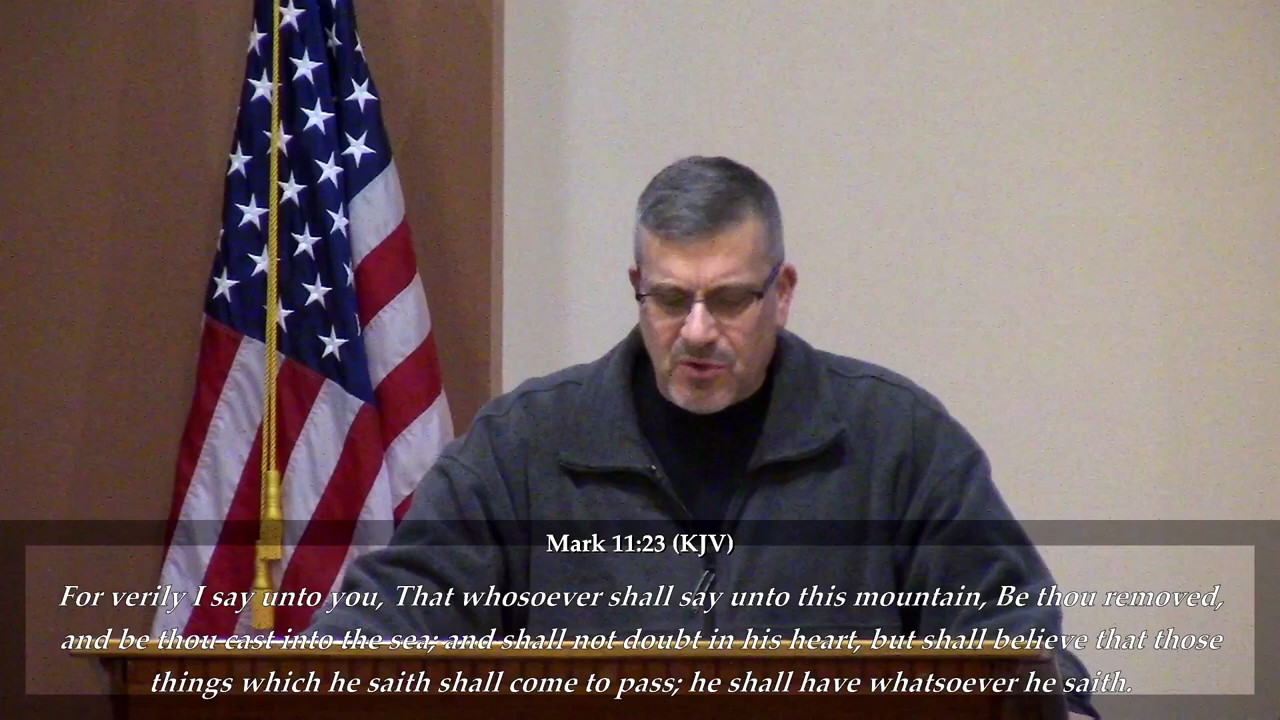 Mark 11:23 (KJV)
For verily I say unto you, That whosoever shall say unto this mountain, Be thou removed,
and be thou cast into the sea; and shall not doubt in his heart, but shall believe that those
things which he saith shall come to pass; he shall have whatsoever he saith.